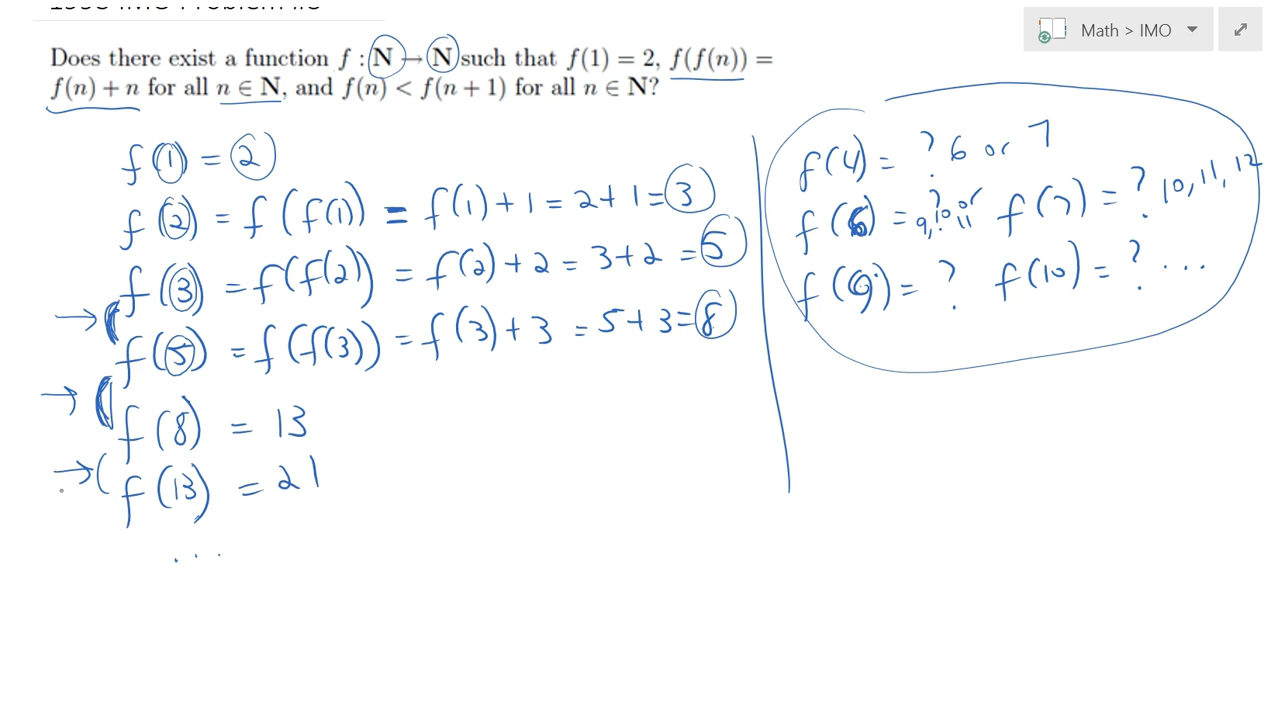 Math > IMO
Does there exist a function f : N → N such that f(1) = 2, f(f(n)) =
f(n) + n for all n ∈ N, and f(n) < f(n + 1) for all n ∈ N?
f(1) = 2
f(2) = f(f(1)) = f(1)+1 = 2+1 = 3
f(3) = f(f(2)) = f(2)+2 = 3+2 = 5
→ f(5) = f(f(3)) = f(3)+3 = 5+3 = 8
→ f(8) = 13
→ f(13) = 21
...
f(4) = ? 6 or 7
f(6) = ? 9, 10 or 11 f(7) = ? 10, 11, 12
f(9) = ? f(10) = ? ...